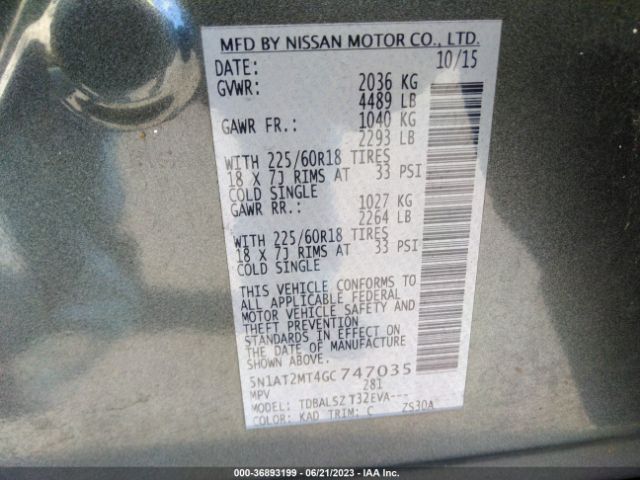 MFD BY NISSAN MOTOR CO., LTD.
DATE: 10/15
GVWR: 2036 KG
4489 LB
GAWR FR.: 1040 KG
2293 LB
WITH 225/60R18 TIRES
18 X 7J RIMS AT 33 PSI
COLD SINGLE
GAWR RR.: 1027 KG
2264 LB
WITH 225/60R18 TIRES
18 X 7J RIMS AT 33 PSI
COLD SINGLE
THIS VEHICLE CONFORMS TO
ALL APPLICABLE FEDERAL
MOTOR VEHICLE SAFETY AND
THEFT PREVENTION
STANDARDS IN EFFECT ON
THE DATE OF MANUFACTURE
SHOWN ABOVE.
5N1AT2MT4GC747035
MPV 281
MODEL: TDBALSZ T32EVA---
COLOR: KAD TRIM: C ZS30A
000-36893199 - 06/21/2023 - IAA Inc.